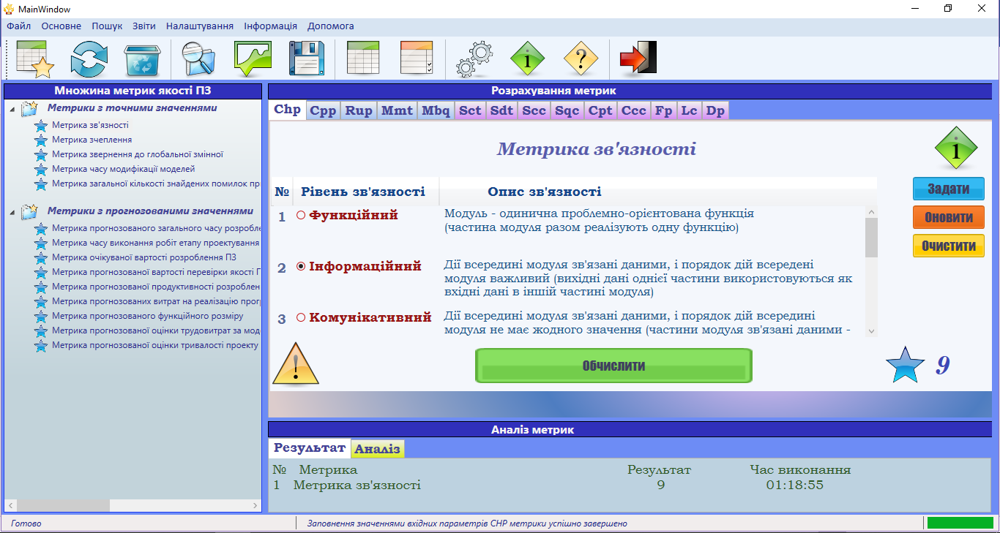 MainWindow
Файл Основне Пошук Звіти Налаштування Інформація Допомога
Множина метрик якості ПЗ
Метрики з точними значеннями
Метрика зв'язності
Метрика зчеплення
Метрика звернення до глобальної змінної
Метрика часу модифікації моделей
Метрика загальної кількості знайдених помилок пр
Метрики з прогнозованими значеннями
Метрика прогнозованого загального часу розробле
Метрика часу виконання робіт етапу проектування
Метрика очікуваної вартості розроблення ПЗ
Метрика прогнозованої вартості перевірки якості П
Метрика прогнозованої продуктивності розроблен
Метрика прогнозованих витрат на реалізацію прог
Метрика прогнозованого функційного розміру
Метрика прогнозованої оцінки трудовитрат за мод
Метрика прогнозованої оцінки тривалості проекту
Розрахування метрик
Chp Cpp Rup Mmt Mbq Sct Sdt Scc Sqc Cpt Ccc Fp Lc Dp
Метрика зв'язності
№ Рівень зв'язності Опис зв'язності
1 Функційний Модуль - одинична проблемно-орієнтована функція
(частина модуля разом реалізують одну функцію)
2 Інформаційний Дії всередині модуля зв'язані даними, і порядок дій всередені
модуля важливий (вихідні дані однієї частини використовуються як
вхідні дані в іншій частині модуля)
3 Комунікативний Дії всередині модуля зв'язані даними, і порядок дій всередині
модуля не має жодного значення (частини модуля зв'язані даними -
Задати
Оновити
Очистити
Обчислити
9
Аналіз метрик
Результат Аналіз
№ Метрика Результат Час виконання
1 Метрика зв'язності 9 01:18:55
Готово Заповнення значеннями вхідних параметрів CHP метрики успішно завершено